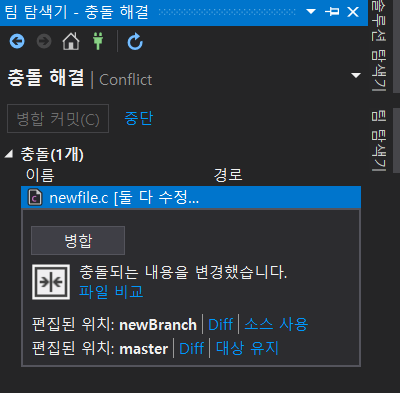 팀 탐색기 - 충돌 해결
충돌 해결 | Conflict
병합 커밋(C) 중단
충돌(1개)
이름 경로
newfile.c [둘 다 수정...
병합
충돌되는 내용을 변경했습니다.
파일 비교
편집된 위치: newBranch | Diff | 소스 사용
편집된 위치: master | Diff | 대상 유지
솔루션 탐색기
팀 탐색기